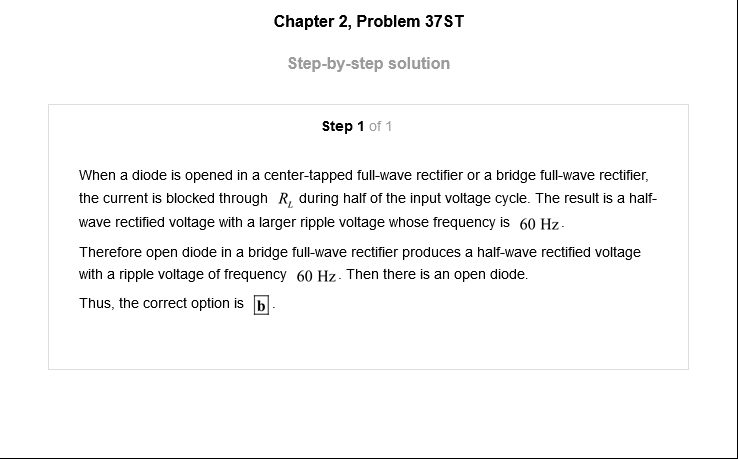 Chapter 2, Problem 37ST
Step-by-step solution
Step 1 of 1
When a diode is opened in a center-tapped full-wave rectifier or a bridge full-wave rectifier,
the current is blocked through R_L during half of the input voltage cycle. The result is a half-
wave rectified voltage with a larger ripple voltage whose frequency is 60 Hz.
Therefore open diode in a bridge full-wave rectifier produces a half-wave rectified voltage
with a ripple voltage of frequency 60 Hz. Then there is an open diode.
Thus, the correct option is b.